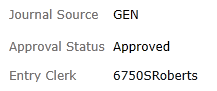 Journal Source GEN
Approval Status Approved
Entry Clerk 6750SRoberts